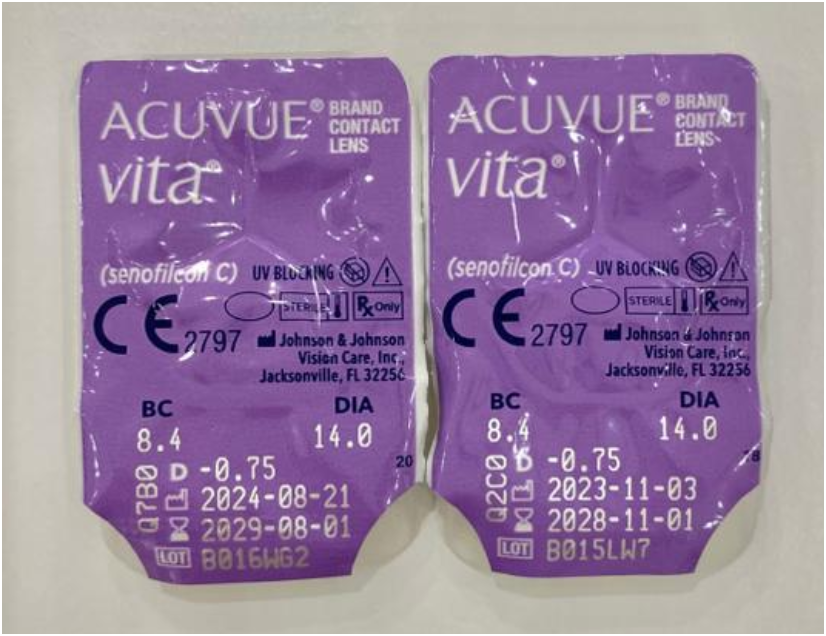 ACUVUE® BRAND
CONTACT
LENS
vita®
(senofilcon C) UV BLOCKING
STERILE Rx Only
CE 2797 Johnson & Johnson
Vision Care, Inc.,
Jacksonville, FL 32256
BC DIA
8.4 14.0
20
Q7B0
D -0.75
2024-08-21
2029-08-01
LOT B016WG2
ACUVUE® BRAND
CONTACT
LENS
vita®
(senofilcon C) UV BLOCKING
STERILE Rx Only
CE 2797 Johnson & Johnson
Vision Care, Inc.,
Jacksonville, FL 32256
BC DIA
8.4 14.0
Q2C0
D -0.75
2023-11-03
2028-11-01
LOT B015LW7